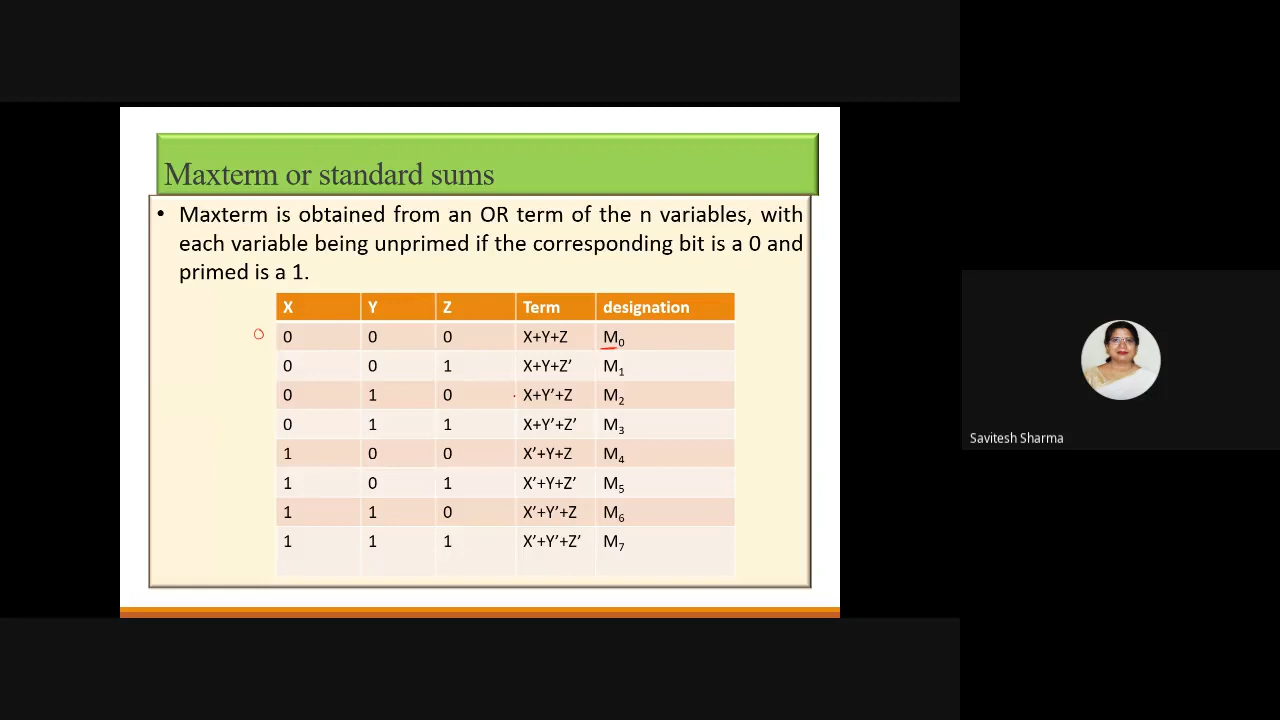 Maxterm or standard sums
• Maxterm is obtained from an OR term of the n variables, with
each variable being unprimed if the corresponding bit is a 0 and
primed is a 1.
X Y Z Term designation
0 0 0 0 X+Y+Z M₀
0 0 1 X+Y+Z’ M₁
0 1 0 X+Y’+Z M₂
0 1 1 X+Y’+Z’ M₃
1 0 0 X’+Y+Z M₄
1 0 1 X’+Y+Z’ M₅
1 1 0 X’+Y’+Z M₆
1 1 1 X’+Y’+Z’ M₇
Savitesh Sharma